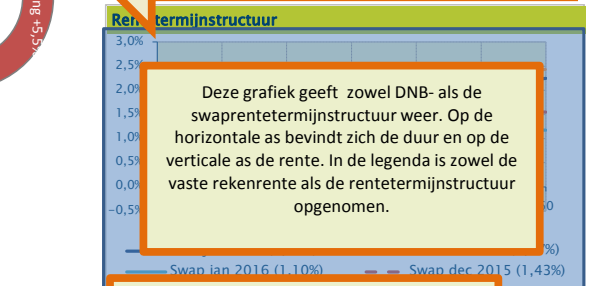 ng +5,5%
Rentetermijnstructuur
3,0%
2,5%
2,0%
1,5%
1,0%
0,5%
0,0%
-0,5%
Deze grafiek geeft zowel DNB- als de
swaprentetermijnstructuur weer. Op de
horizontale as bevindt zich de duur en op de
verticale as de rente. In de legenda is zowel de
vaste rekenrente als de rentetermijnstructuur
opgenomen.
Swap jan 2016 (1,10%) Swap dec 2015 (1,43%)